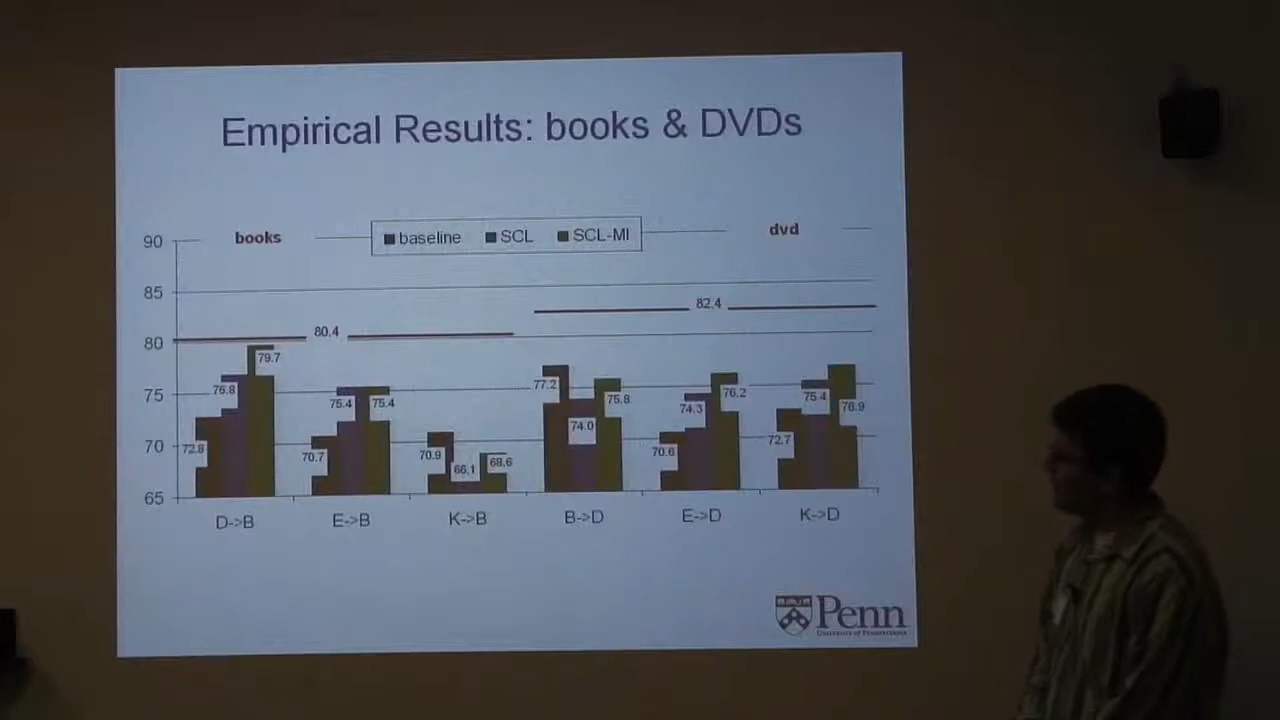 Empirical Results: books & DVDs
books
baseline SCL SCL-MI
dvd
90
85
80
75
70
65
80.4
82.4
72.8 76.8 79.7
70.7 75.4 75.4
70.9 66.1 68.6
77.2 74.0 75.8
70.6 74.3 76.2
72.7 75.4 76.9
D->B E->B K->B B->D E->D K->D
Penn
UNIVERSITY OF PENNSYLVANIA